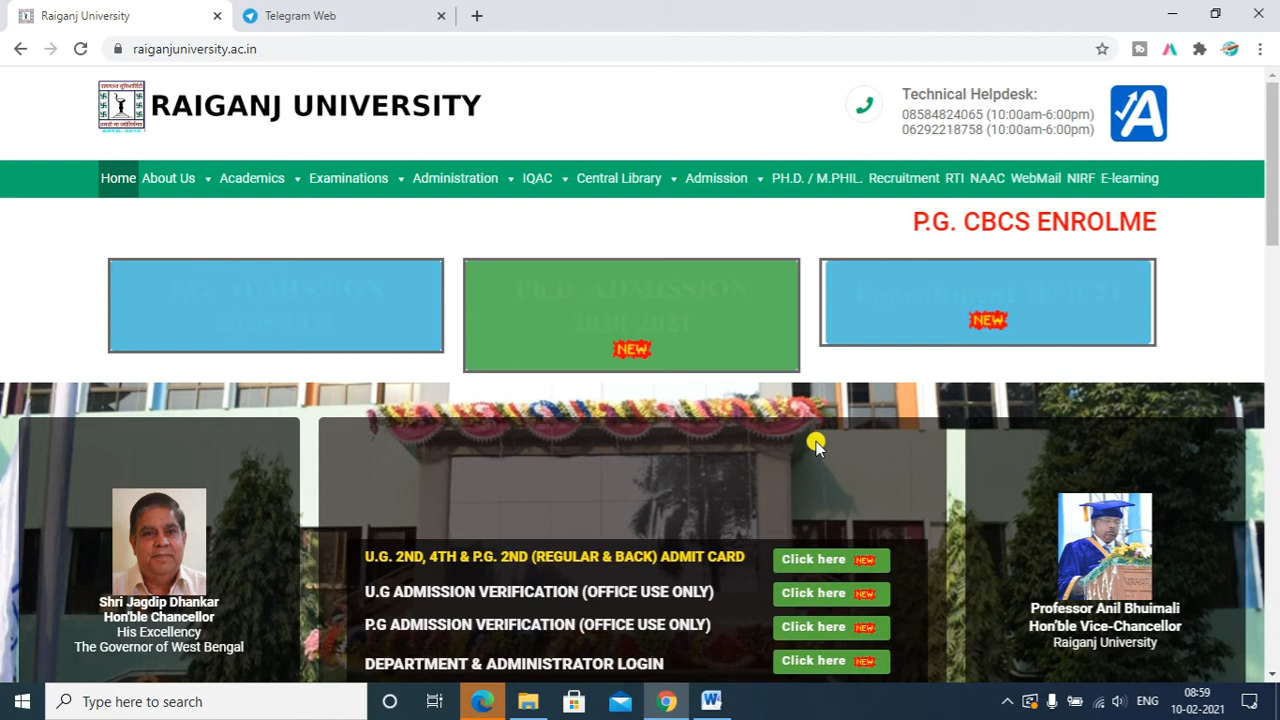 Raiganj University
Telegram Web
raiganjuniversity.ac.in
RAIGANJ UNIVERSITY
Technical Helpdesk:
08584824065 (10:00am-6:00pm)
06292218758 (10:00am-6:00pm)
Home About Us Academics Examinations Administration IQAC Central Library Admission PH.D. / M.PHIL. Recruitment RTI NAAC WebMail NIRF E-learning
P.G. CBCS ENROLME
Ph.D. ADMISSION
2020-2021
NEW
NEW
U.G. 2ND, 4TH & P.G. 2ND (REGULAR & BACK) ADMIT CARD Click here NEW
U.G ADMISSION VERIFICATION (OFFICE USE ONLY) Click here NEW
P.G ADMISSION VERIFICATION (OFFICE USE ONLY) Click here NEW
DEPARTMENT & ADMINISTRATOR LOGIN Click here NEW
Shri Jagdip Dhankar
Hon'ble Chancellor
His Excellency
The Governor of West Bengal
Professor Anil Bhuimali
Hon'ble Vice-Chancellor
Raiganj University
Type here to search
ENG
08:59
10-02-2021